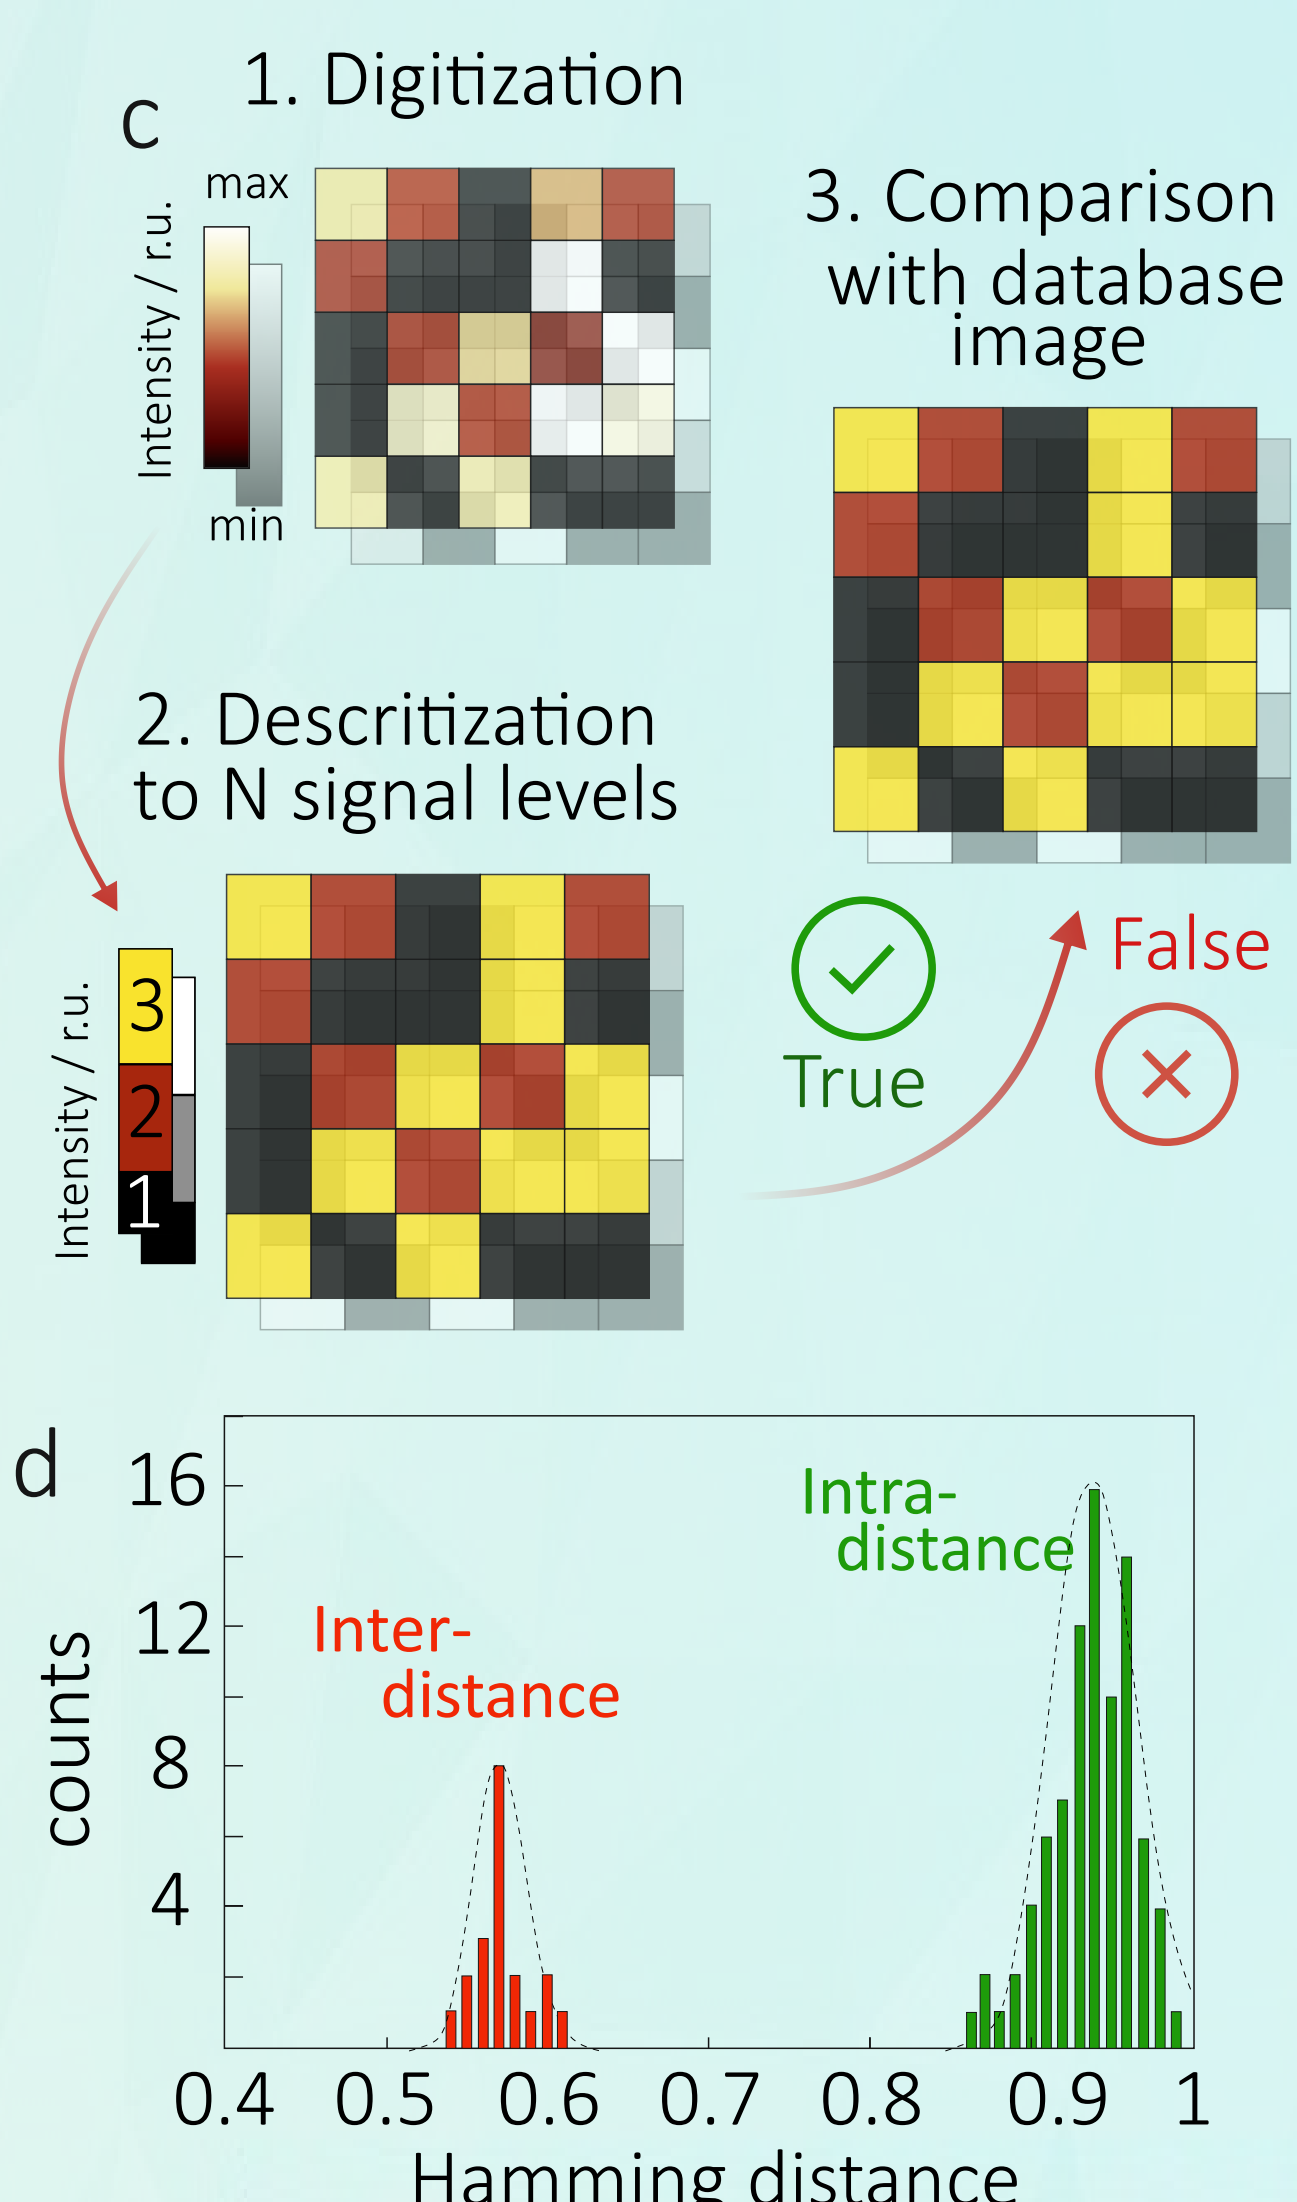 c
1. Digitization
max
Intensity / r.u.
min
3. Comparison
with database
image
2. Descritization
to N signal levels
Intensity / r.u.
3
2
1
True
False
d
counts
16
12
8
4
Inter-
distance
Intra-
distance
0.4 0.5 0.6 0.7 0.8 0.9 1
Hamming distance